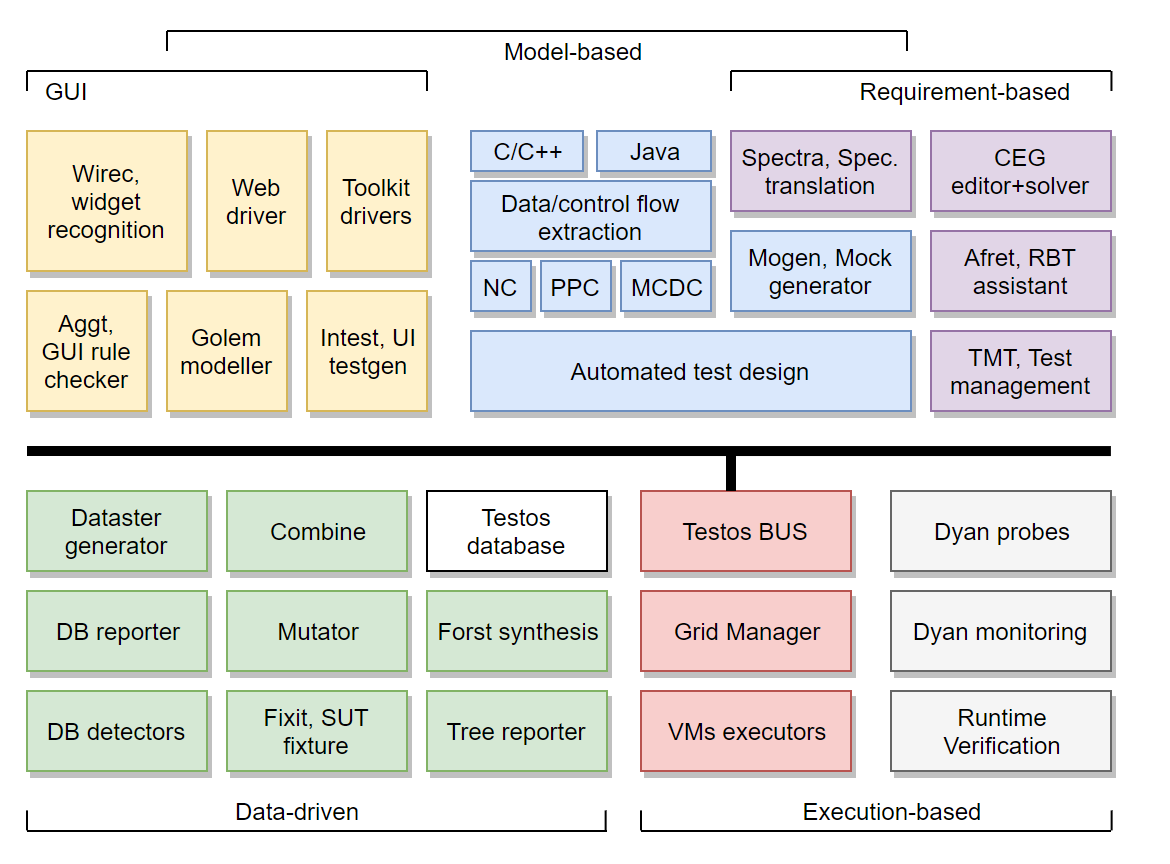 Model-based
GUI
Requirement-based
Wirec,
widget
recognition
Web
driver
Toolkit
drivers
C/C++
Java
Data/control flow
extraction
NC
PPC
MCDC
Spectra, Spec.
translation
CEG
editor+solver
Mogen, Mock
generator
Afret, RBT
assistant
Aggt,
GUI rule
checker
Golem
modeller
Intest, UI
testgen
Automated test design
TMT, Test
management
Dataster
generator
Combine
Testos
database
Testos BUS
Dyan probes
DB reporter
Mutator
Forst synthesis
Grid Manager
Dyan monitoring
DB detectors
Fixit, SUT
fixture
Tree reporter
VMs executors
Runtime
Verification
Data-driven
Execution-based